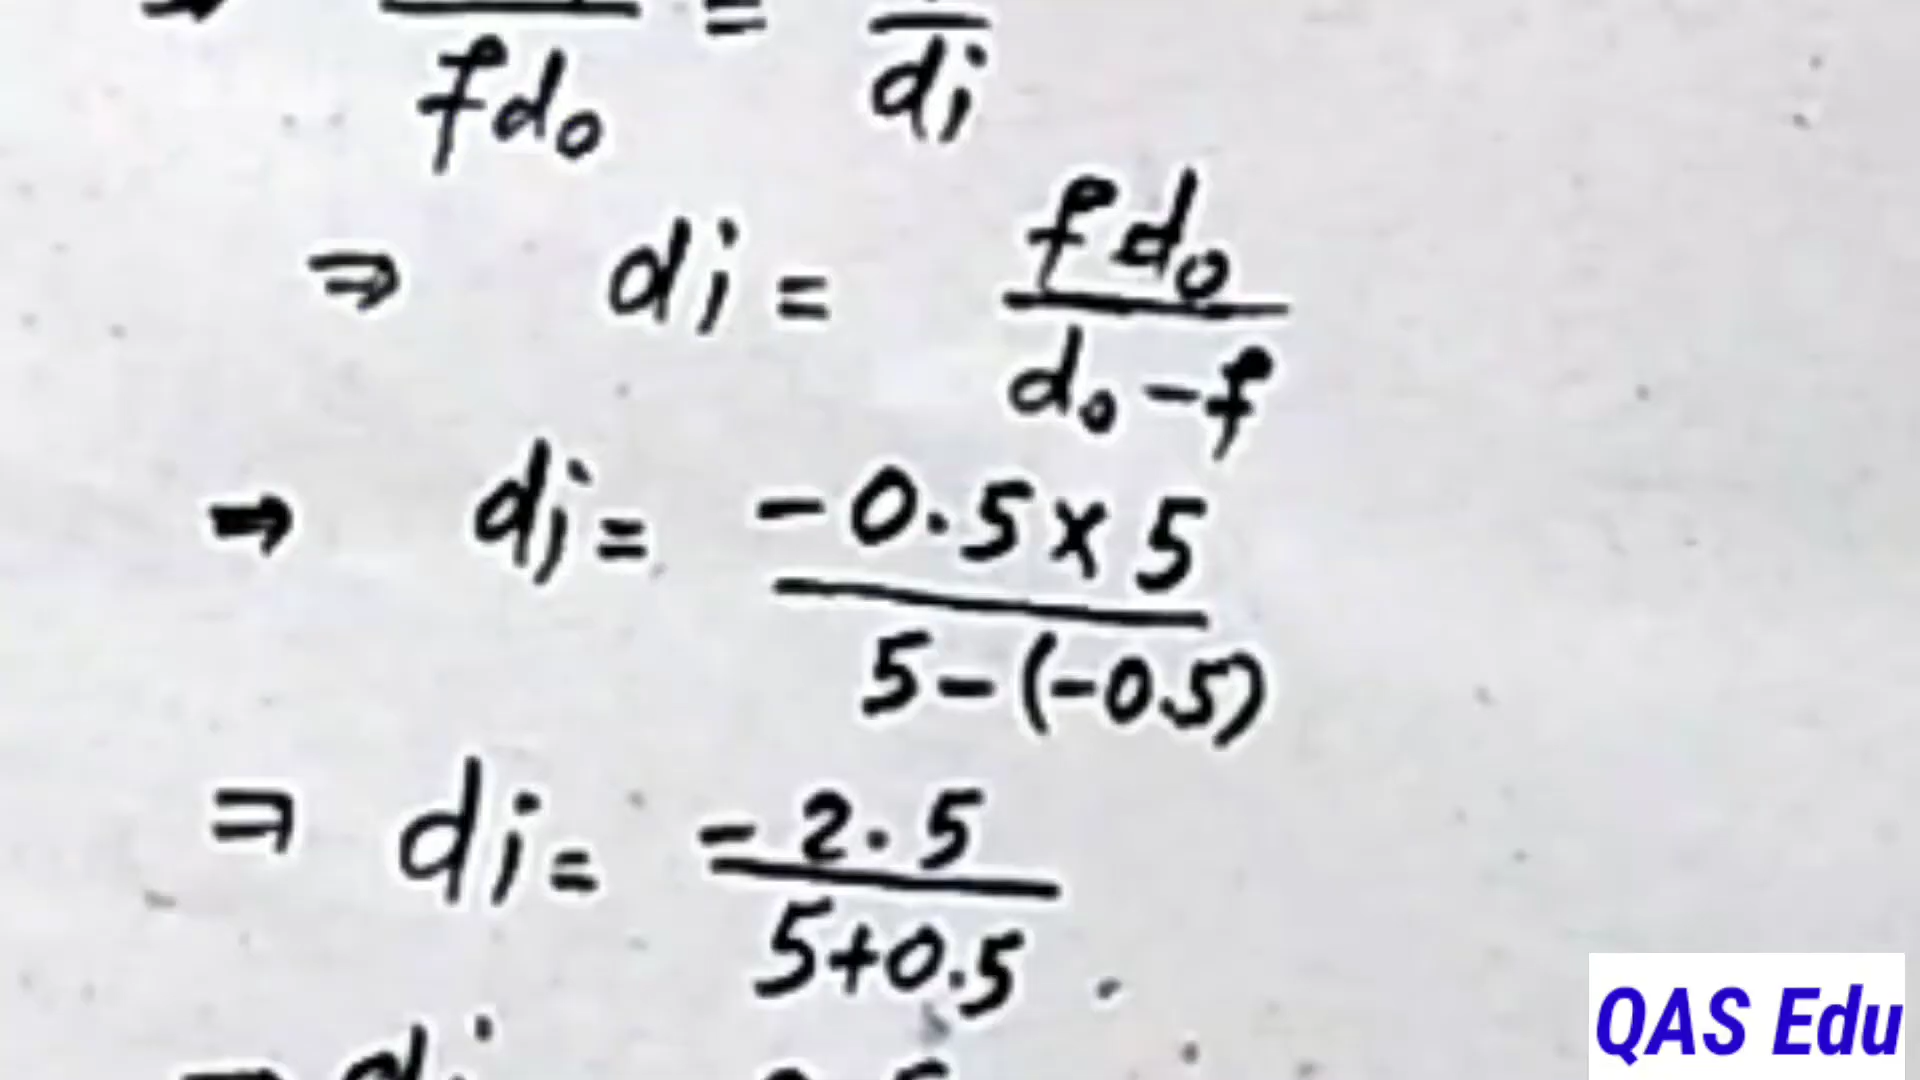 ⇒ — = —
fd₀ dᵢ
⇒ di = fd₀ / d₀-f
⇒ di = -0.5×5 / 5-(-0.5)
⇒ di = -2.5 / 5+0.5
di
QAS Edu